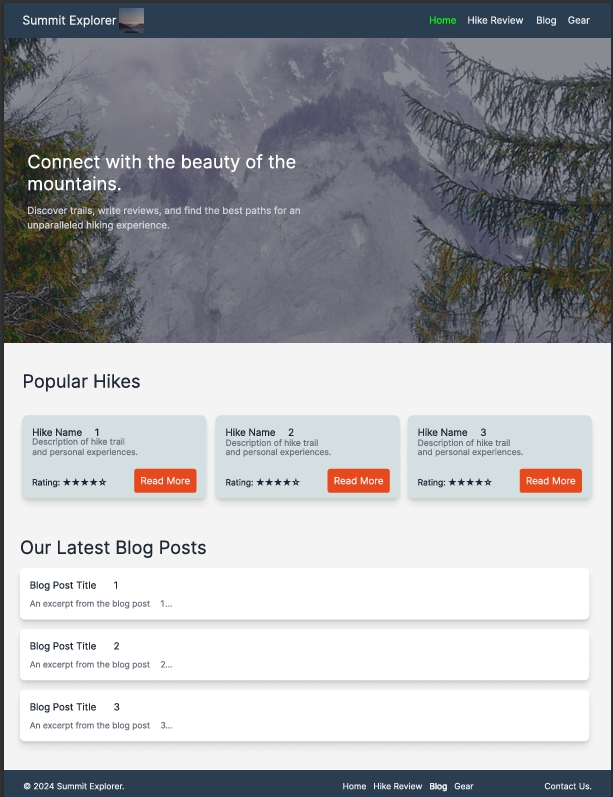 Summit Explorer
Home Hike Review Blog Gear
Connect with the beauty of the
mountains.
Discover trails, write reviews, and find the best paths for an
unparalleled hiking experience.
Popular Hikes
Hike Name 1
Description of hike trail
and personal experiences.
Rating: ★★★★☆
Read More
Hike Name 2
Description of hike trail
and personal experiences.
Rating: ★★★★☆
Read More
Hike Name 3
Description of hike trail
and personal experiences.
Rating: ★★★★☆
Read More
Our Latest Blog Posts
Blog Post Title 1
An excerpt from the blog post 1...
Blog Post Title 2
An excerpt from the blog post 2...
Blog Post Title 3
An excerpt from the blog post 3...
© 2024 Summit Explorer.
Home Hike Review Blog Gear
Contact Us.